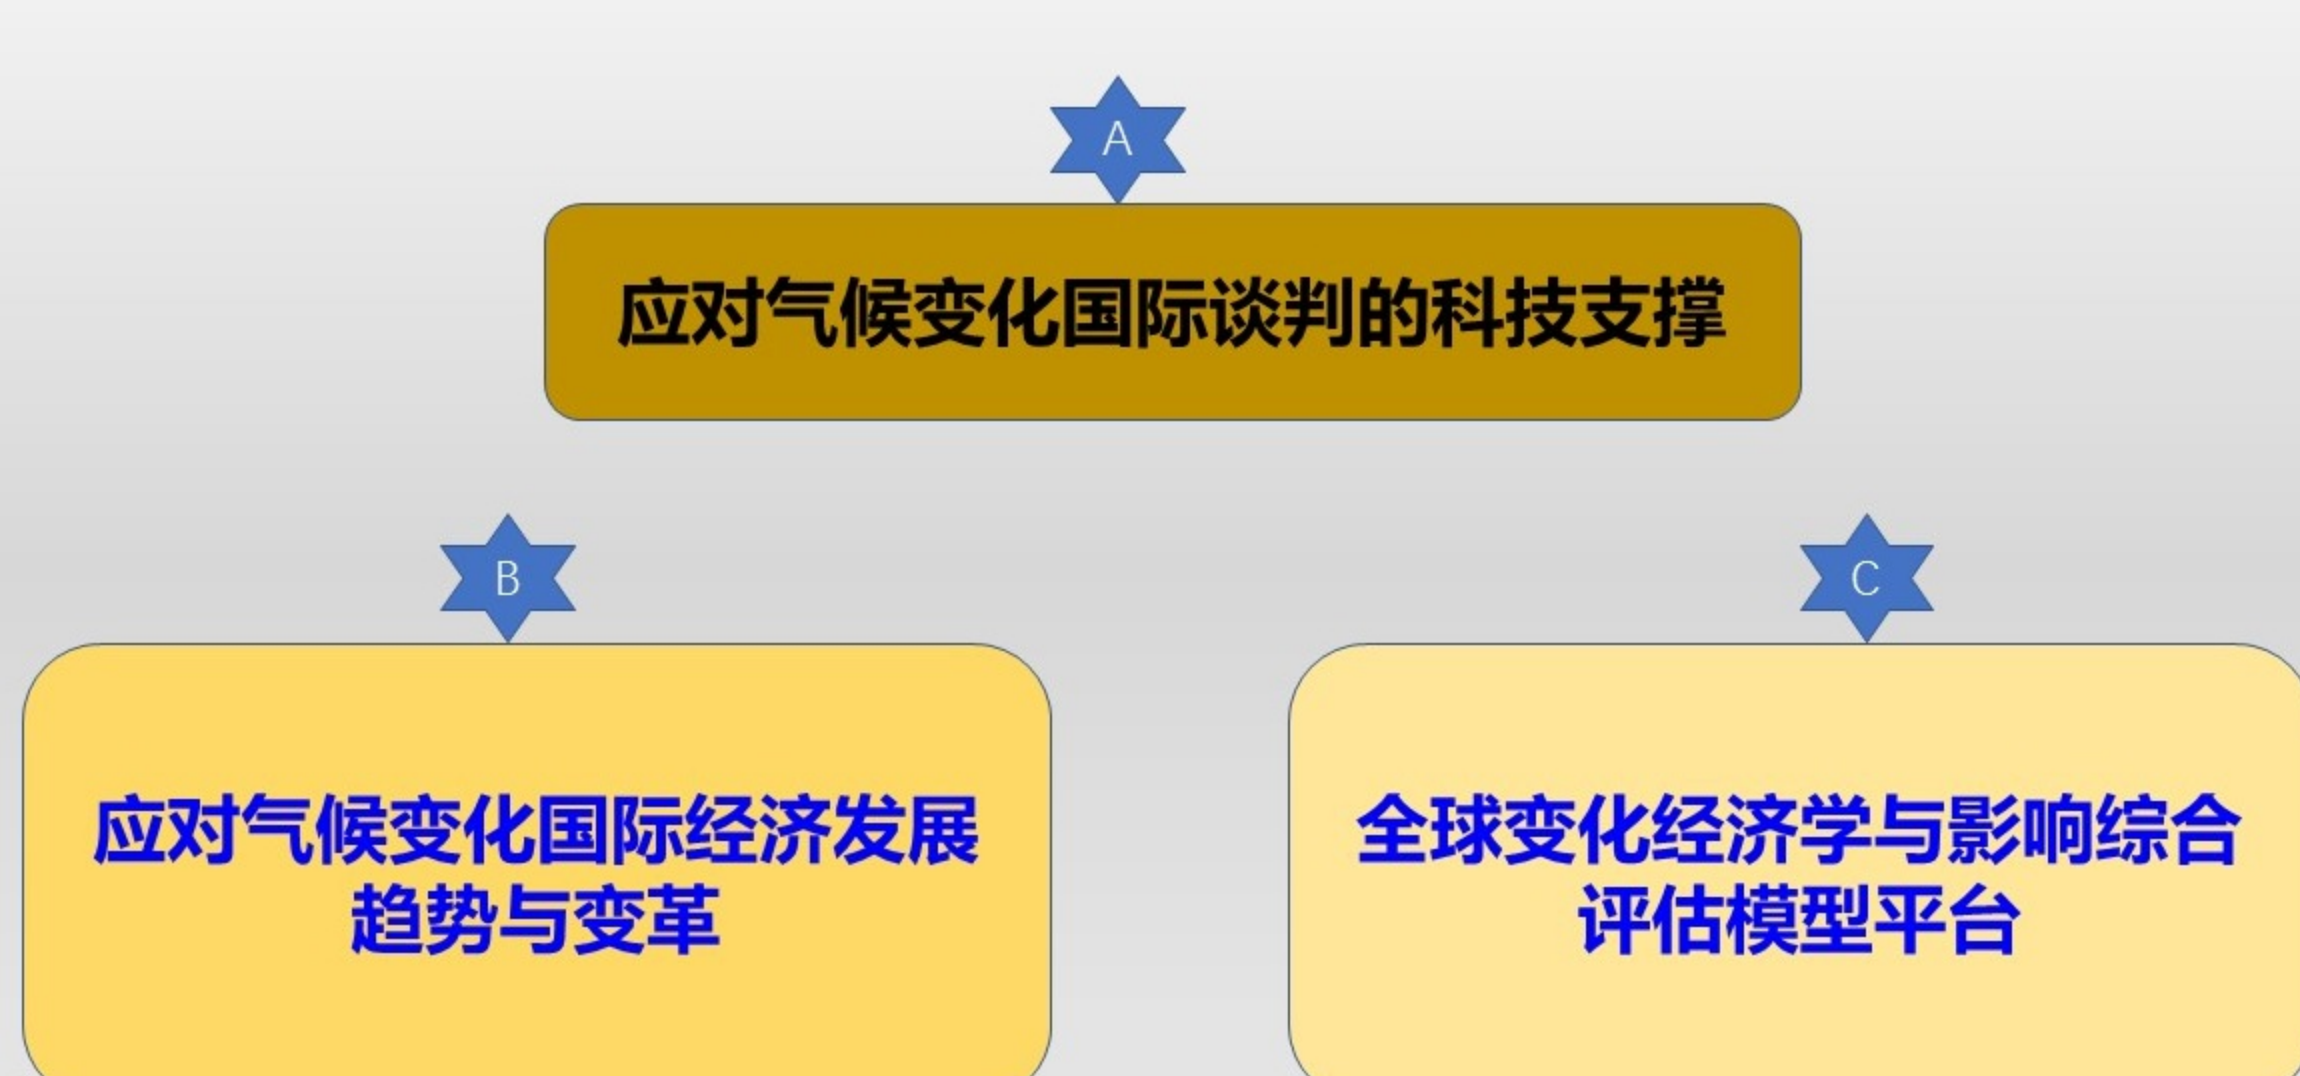 A
应对气候变化国际谈判的科技支撑
B
C
应对气候变化国际经济发展
趋势与变革
全球变化经济学与影响综合
评估模型平台